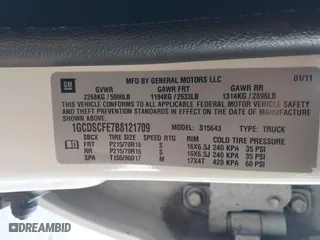 GM
MFD BY GENERAL MOTORS LLC 01/11
GVWR GAWR FRT GAWR RR
2268KG/5000LB 1194KG/2633LB 1314KG/2896LB
THIS VEHICLE CONFORMS TO ALL APPLICABLE U.S. FEDERAL MOTOR VEHICLE SAFETY AND THEFT PREVENTION STANDARDS IN EFFECT ON THE DATE OF MANUFACTURE SHOWN ABOVE.
1GCDSCFE7B8121709 S15643 TYPE: TRUCK
SRCK TIRE SIZE SPD RTG RIM COLD TIRE PRESSURE
FRT P215/70R16 S 16X6.5J 240 KPA 35 PSI
RR P215/70R16 S 16X6.5J 240 KPA 35 PSI
SPA T155/90D17 M 17X4T 420 KPA 60 PSI
DREAMBID